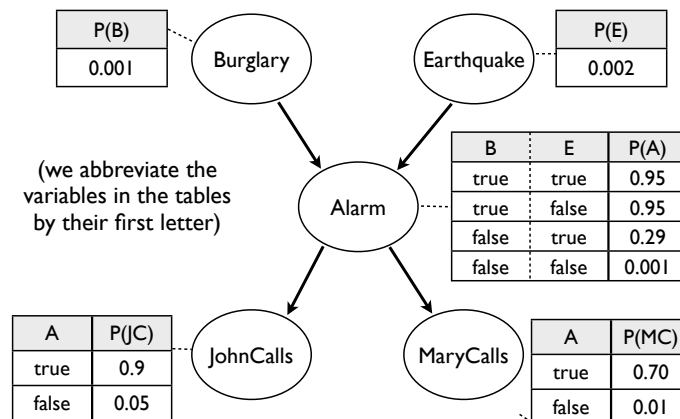 P(B)
0.001
Burglary
Earthquake
P(E)
0.002
(we abbreviate the
variables in the tables
by their first letter)
Alarm
B E P(A)
true true 0.95
true false 0.95
false true 0.29
false false 0.001
A P(JC)
true 0.9
false 0.05
JohnCalls
MaryCalls
A P(MC)
true 0.70
false 0.01